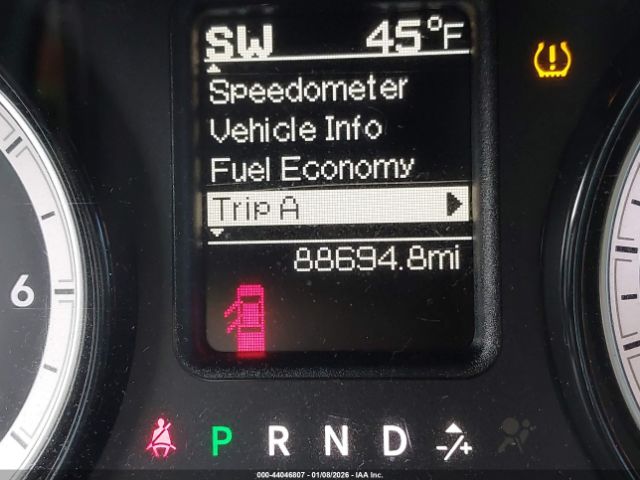 SW 45°F
Speedometer
Vehicle Info
Fuel Economy
Trip A
88694.8mi
6
P R N D -/+
000-44046807 - 01/08/2026 - IAA Inc.